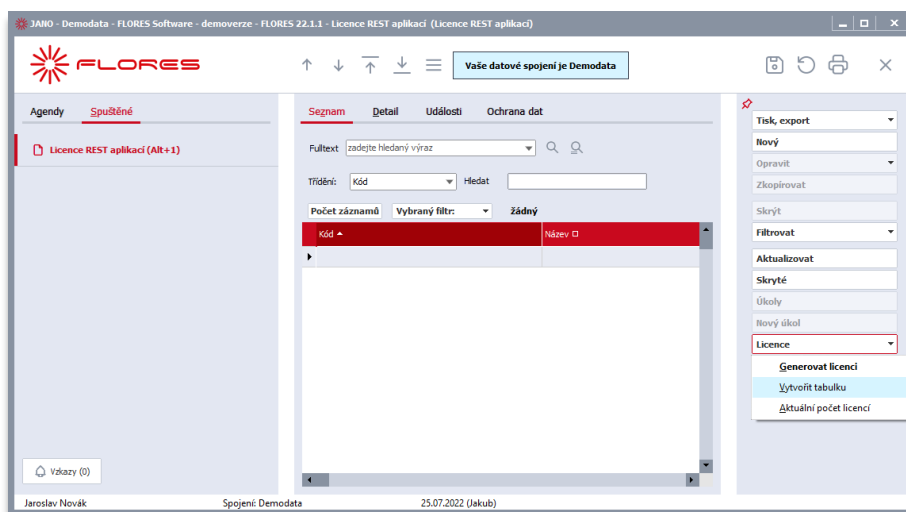 JANO - Demodata - FLORES Software - demoverze - FLORES 22.1.1 - Licence REST aplikací (Licence REST aplikací)
FLORES
Vaše datové spojení je Demodata
Agendy Spuštěné
Licence REST aplikací (Alt+1)
Vzkazy (0)
Seznam Detail Události Ochrana dat
Fulltext zadejte hledaný výraz
Třídění: Kód Hledat
Počet záznamů Vybraný filtr: žádný
Kód Název
Tisk, export
Nový
Opravit
Zkopírovat
Skrýt
Filtrovat
Aktualizovat
Skryté
Úkoly
Nový úkol
Licence
Generovat licenci
Vytvořit tabulku
Aktuální počet licencí
Jaroslav Novák Spojení: Demodata 25.07.2022 (Jakub)